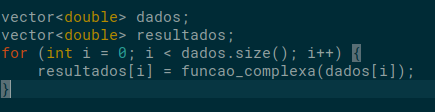 vector<double> dados;
vector<double> resultados;
for (int i = 0; i < dados.size(); i++) {
    resultados[i] = funcao_complexa(dados[i]);
}